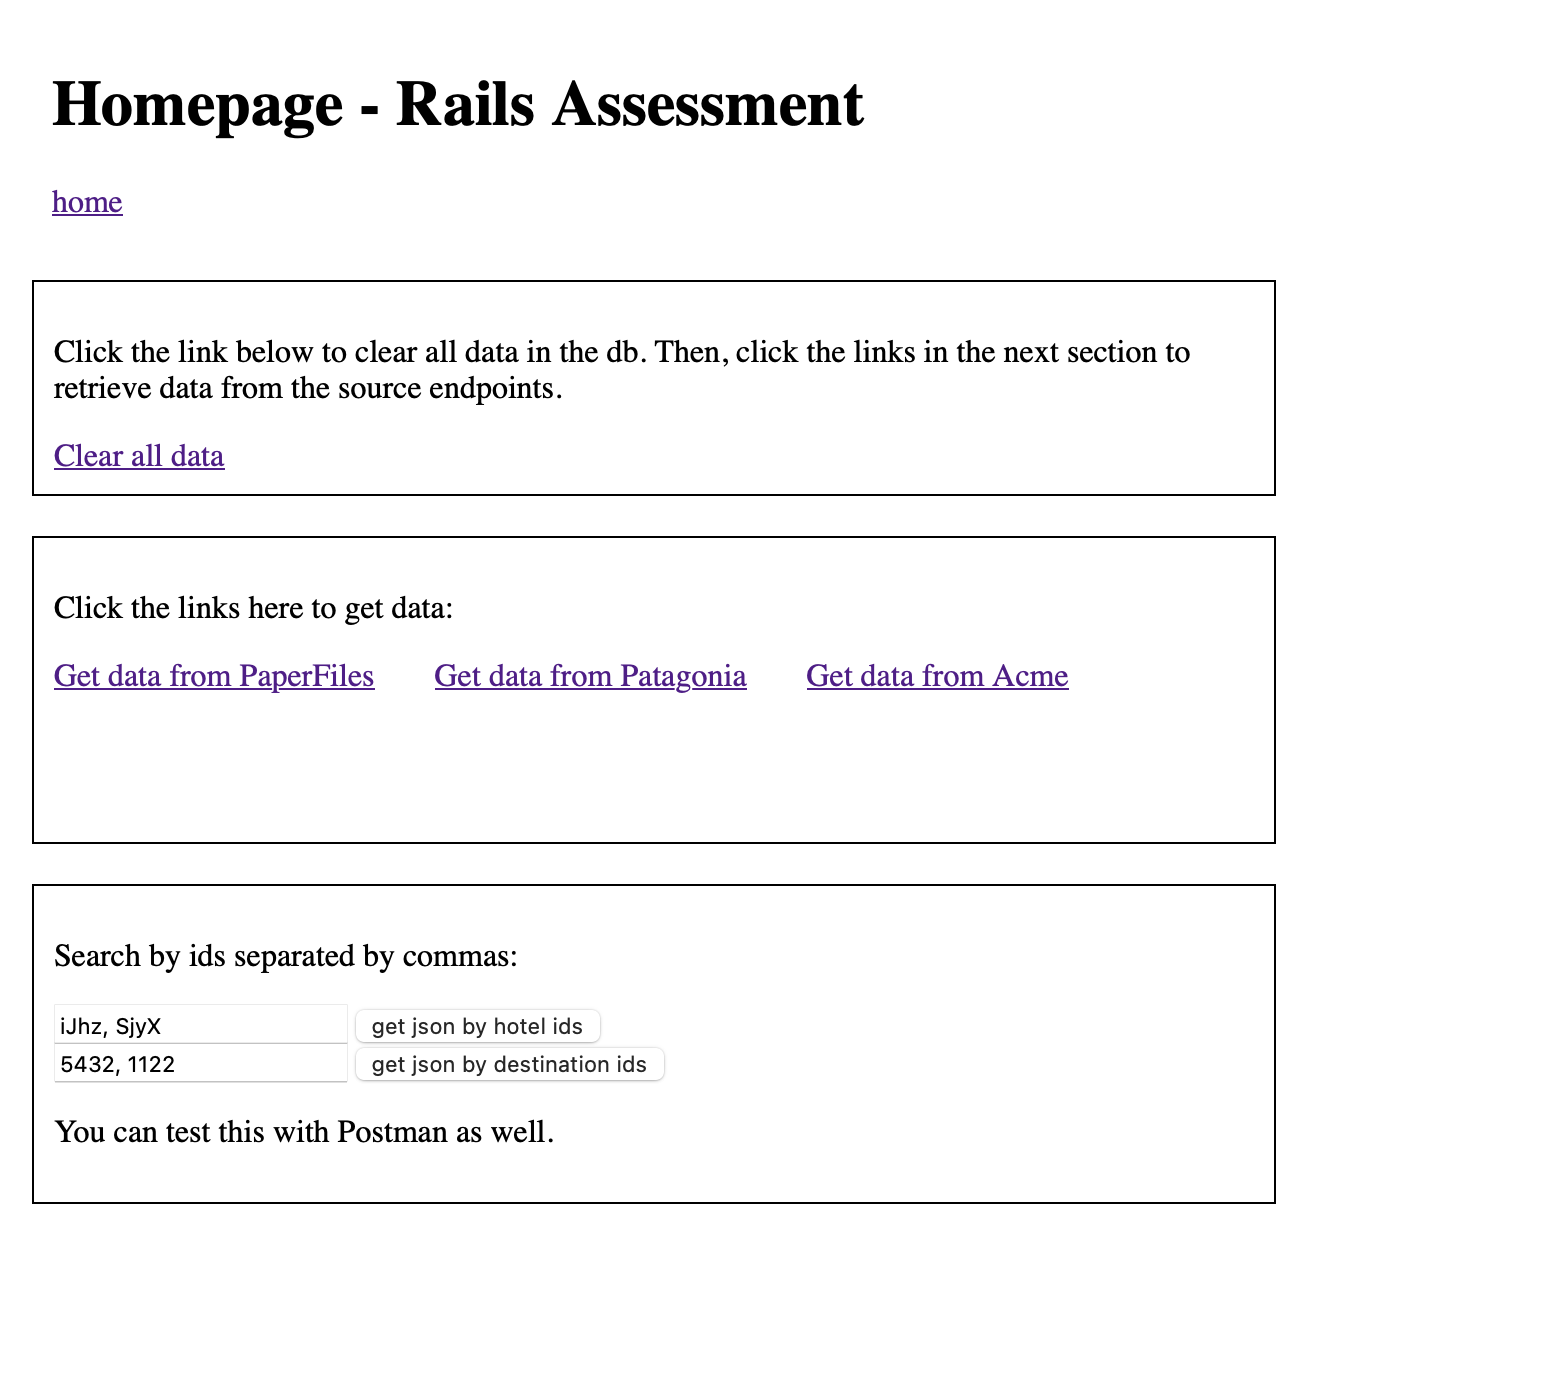 Homepage - Rails Assessment
home
Click the link below to clear all data in the db. Then, click the links in the next section to
retrieve data from the source endpoints.
Clear all data
Click the links here to get data:
Get data from PaperFiles Get data from Patagonia Get data from Acme
Search by ids separated by commas:
iJhz, SjyX get json by hotel ids
5432, 1122 get json by destination ids
You can test this with Postman as well.